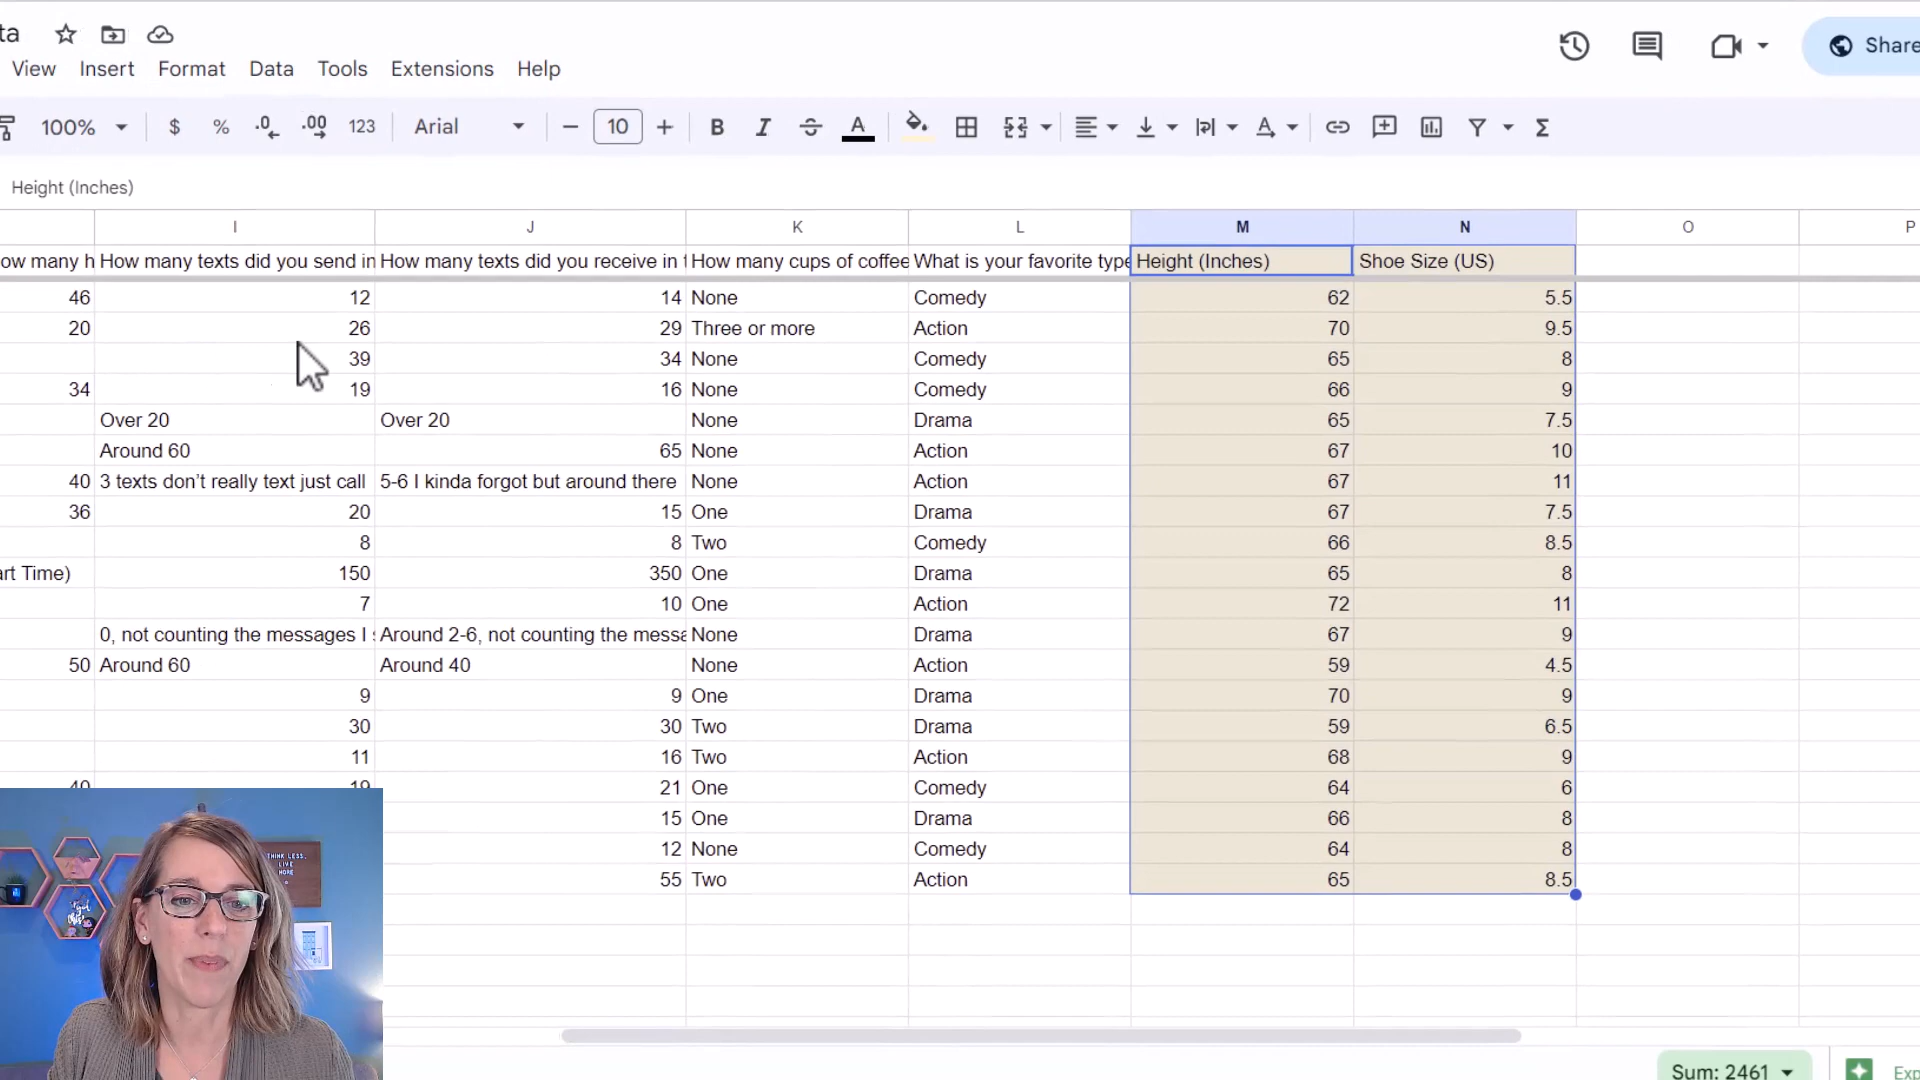 ta
View Insert Format Data Tools Extensions Help
Share
100% $ % .0 .00 123 Arial 10 B I S A Σ
Height (Inches)
I J K L M N O P
ow many h How many texts did you send in How many texts did you receive in t How many cups of coffee What is your favorite type Height (Inches) Shoe Size (US)
46 12 14 None Comedy 62 5.5
20 26 29 Three or more Action 70 9.5
39 34 None Comedy 65 8
34 19 16 None Comedy 66 9
Over 20 Over 20 None Drama 65 7.5
Around 60 65 None Action 67 10
40 3 texts don't really text just call 5-6 I kinda forgot but around there None Action 67 11
36 20 15 One Drama 67 7.5
8 8 Two Comedy 66 8.5
art Time) 150 350 One Drama 65 8
7 10 One Action 72 11
0, not counting the messages I s Around 2-6, not counting the messa None Drama 67 9
50 Around 60 Around 40 None Action 59 4.5
9 9 One Drama 70 9
30 30 Two Drama 59 6.5
11 16 Two Action 68 9
40 19 21 One Comedy 64 6
15 One Drama 66 8
12 None Comedy 64 8
55 Two Action 65 8.5
THINK LESS,
LIVE
MORE
Sum: 2461
Exp